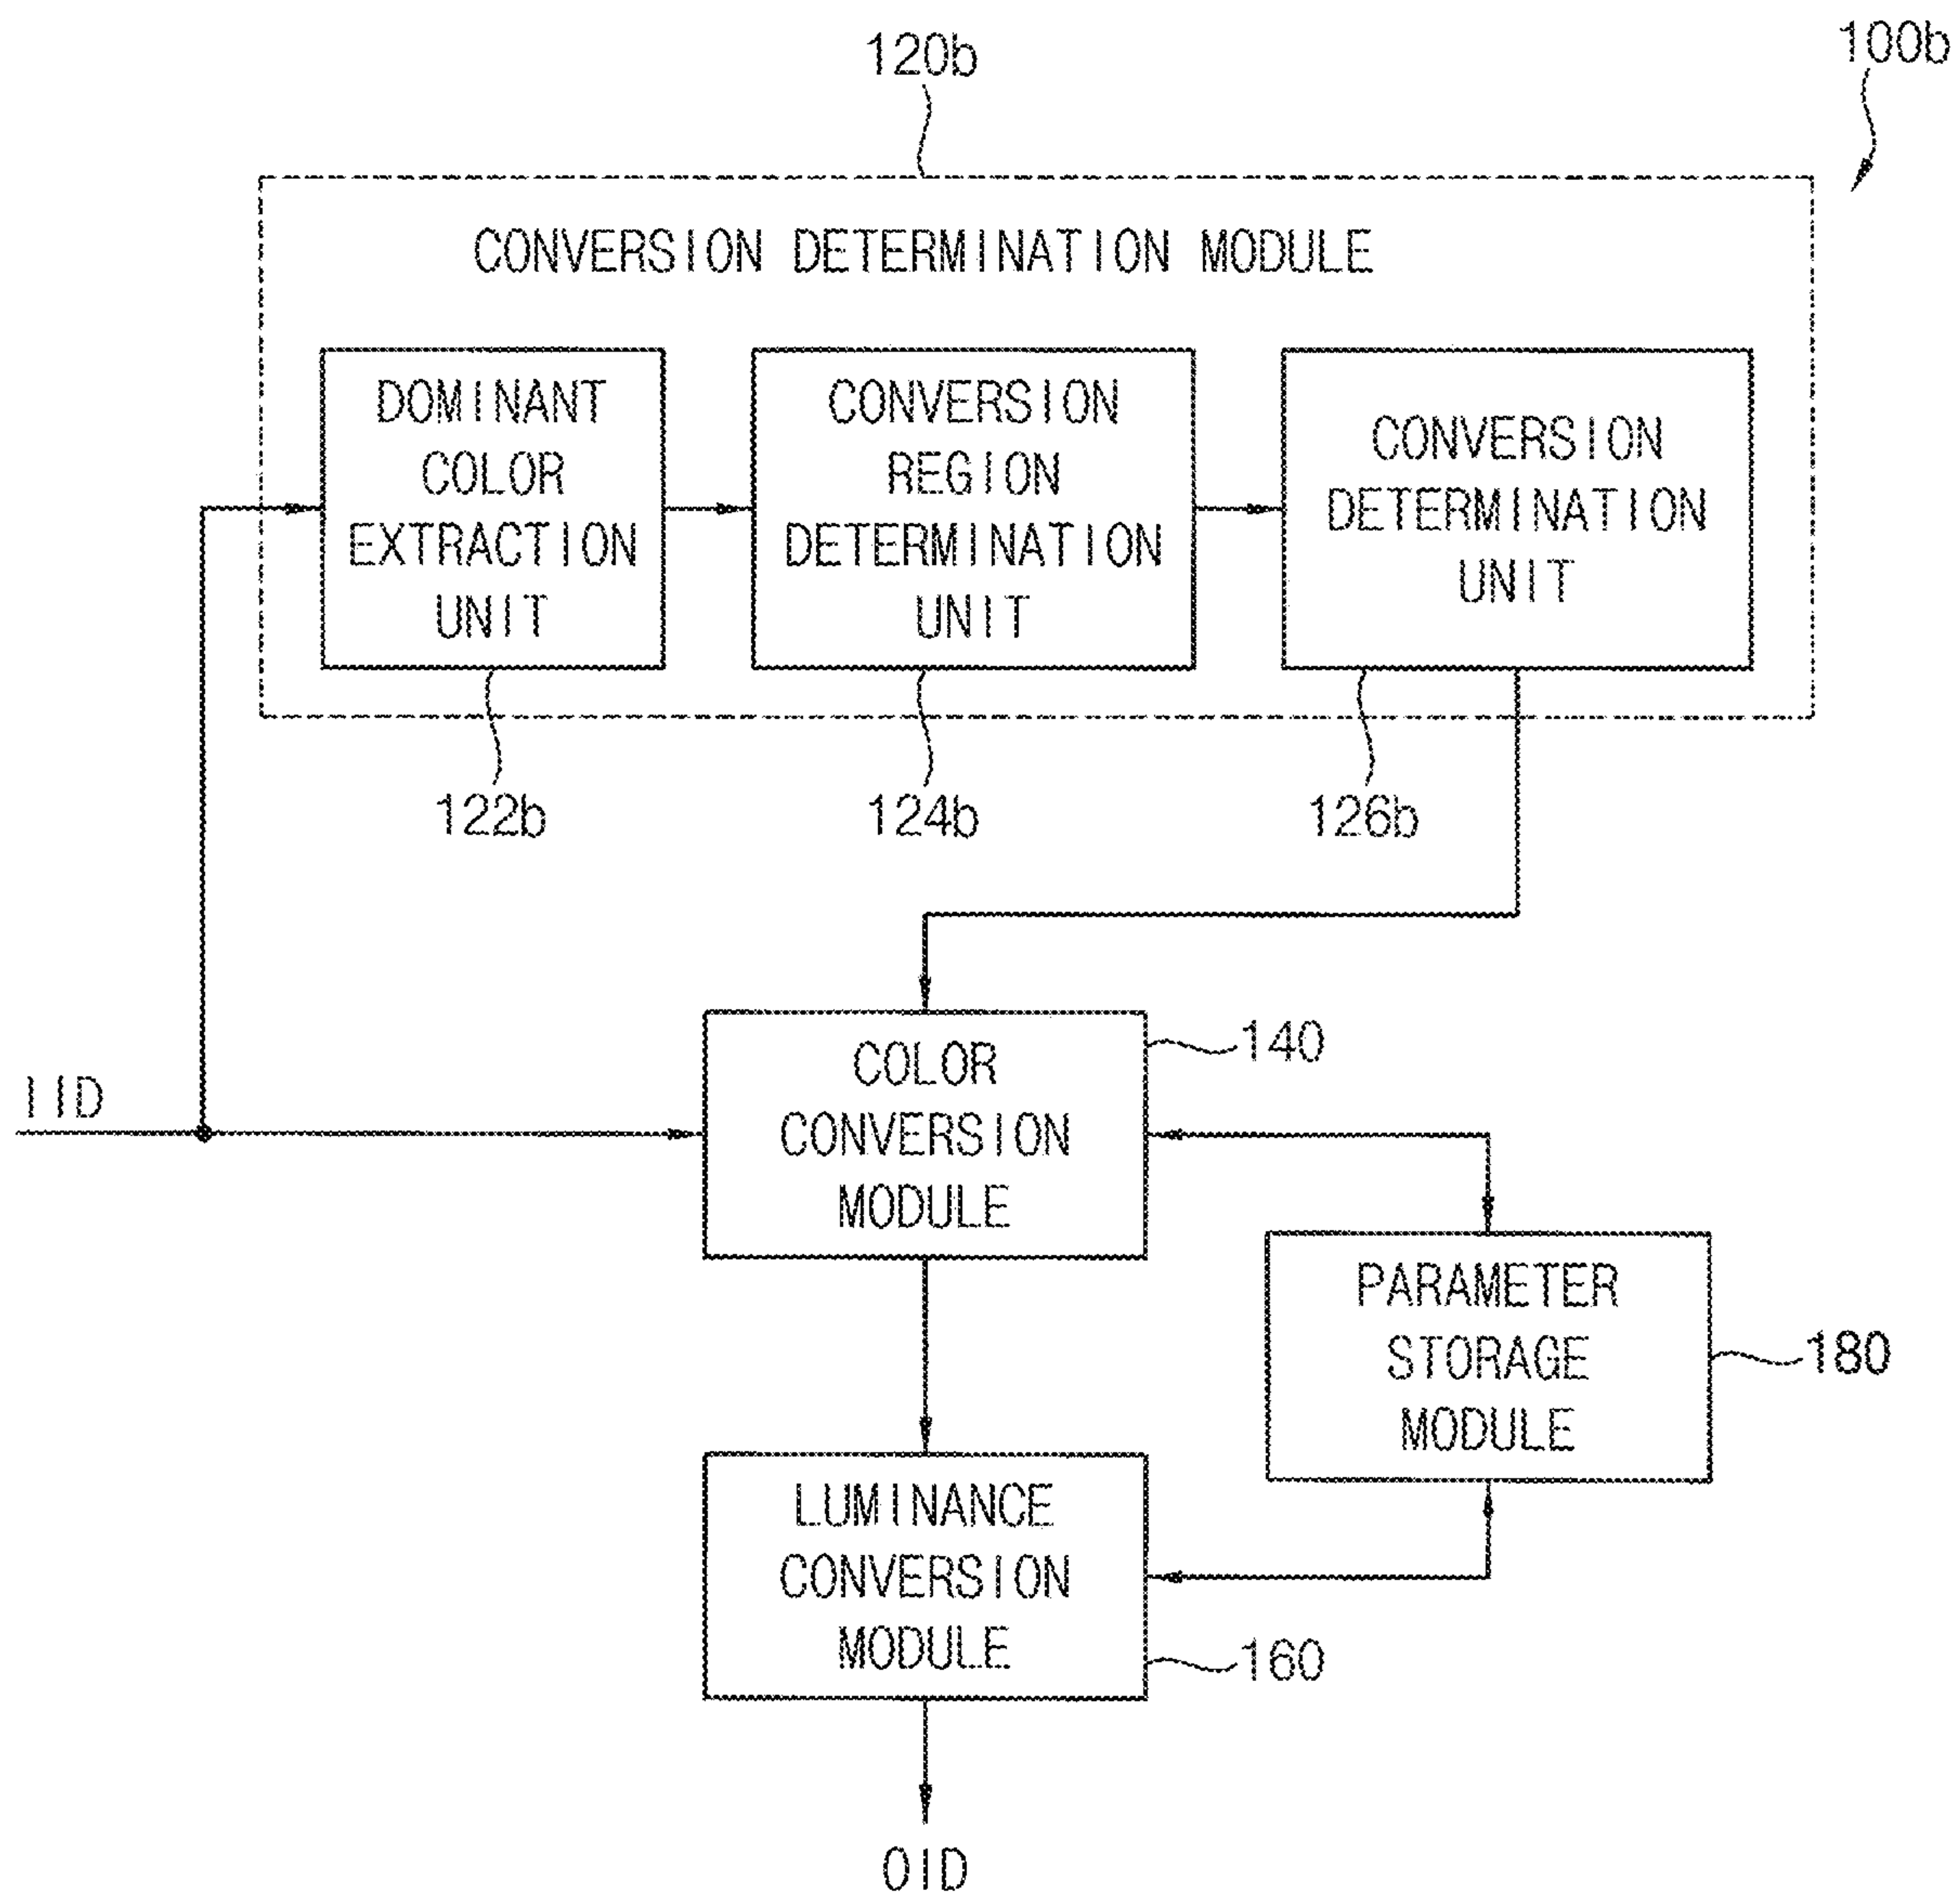 120b
100b
CONVERSION DETERMINATION MODULE
DOMINANT
COLOR
EXTRACTION
UNIT
CONVERSION
REGION
DETERMINATION
UNIT
CONVERSION
DETERMINATION
UNIT
122b
124b
126b
IID
COLOR
CONVERSION
MODULE
140
PARAMETER
STORAGE
MODULE
180
LUMINANCE
CONVERSION
MODULE
160
OID